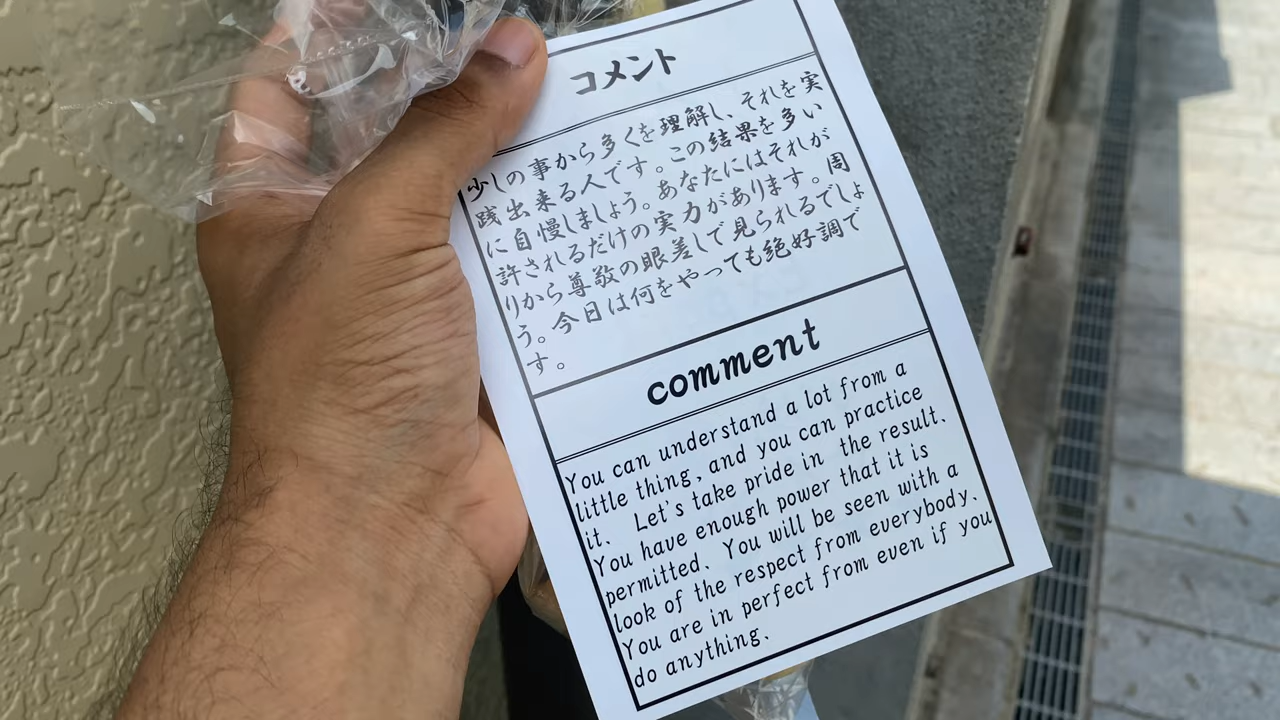 コメント
少しの事から多くを理解し、それを実
践出来る人です。この結果を多い
に自慢しましょう。あなたにはそれが
許されるだけの実力があります。周
りから尊敬の眼差しで見られるでしょ
う。今日は何をやっても絶好調で
す。
comment
You can understand a lot from a
little thing, and you can practice
it. Let's take pride in the result.
You have enough power that it is
permitted. You will be seen with a
look of the respect from everybody.
You are in perfect from even if you
do anything.